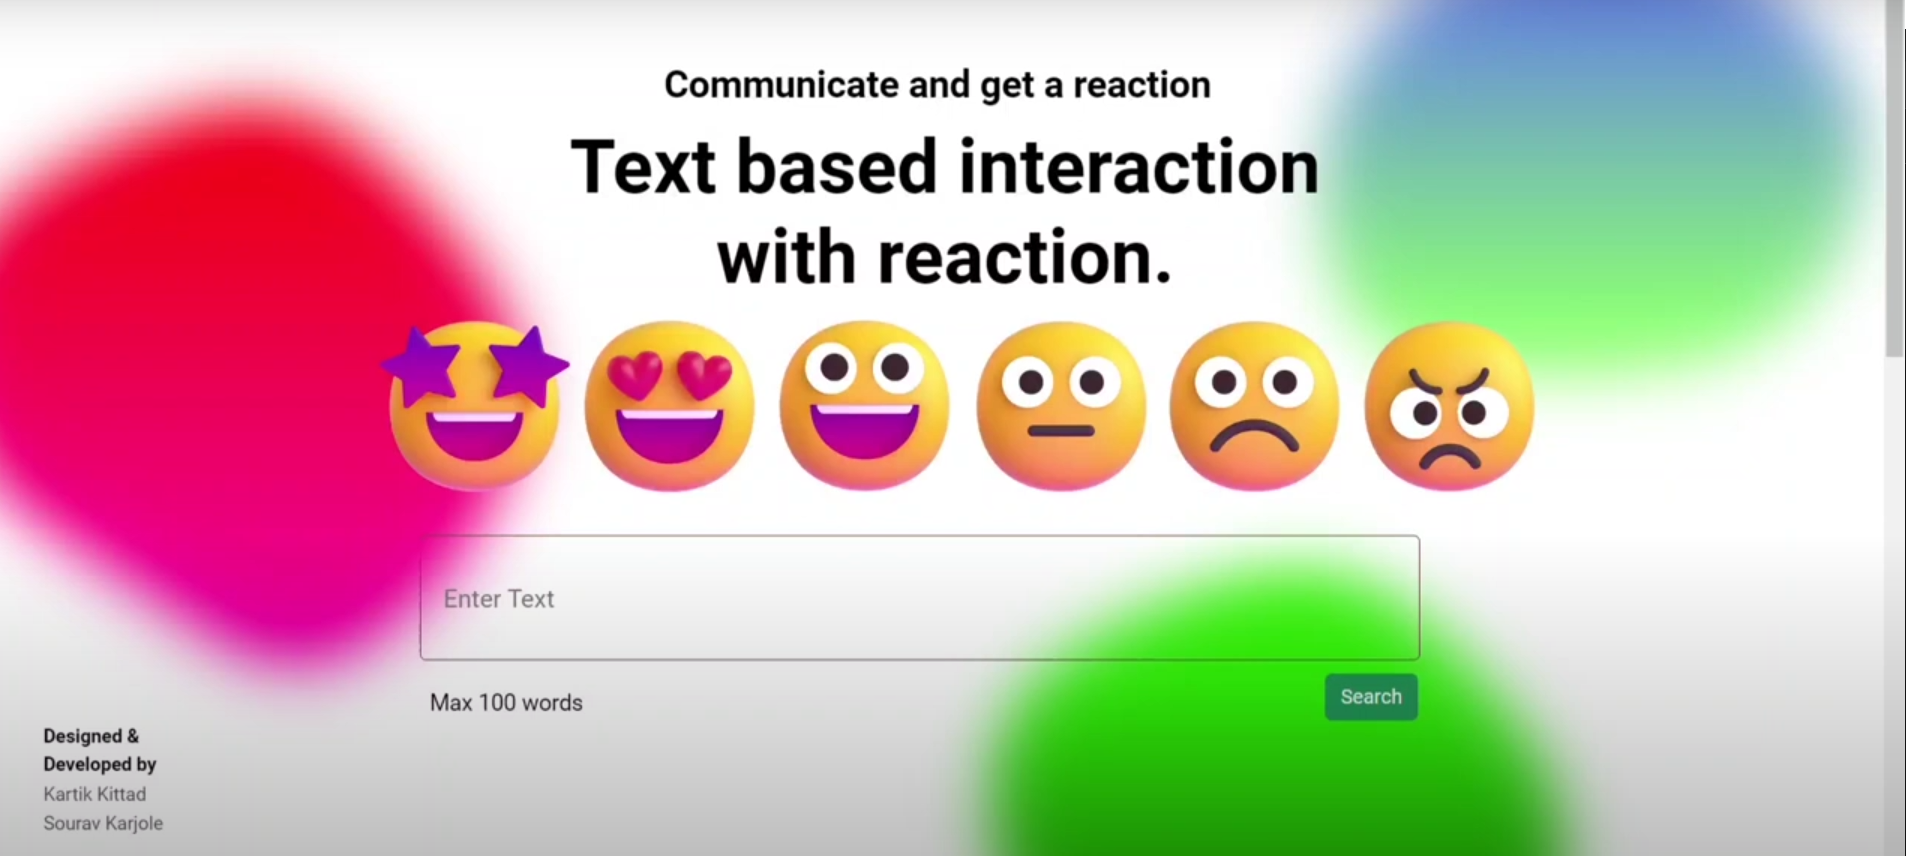 Communicate and get a reaction
Text based interaction
with reaction.
Enter Text
Max 100 words
Search
Designed &
Developed by
Kartik Kittad
Sourav Karjole